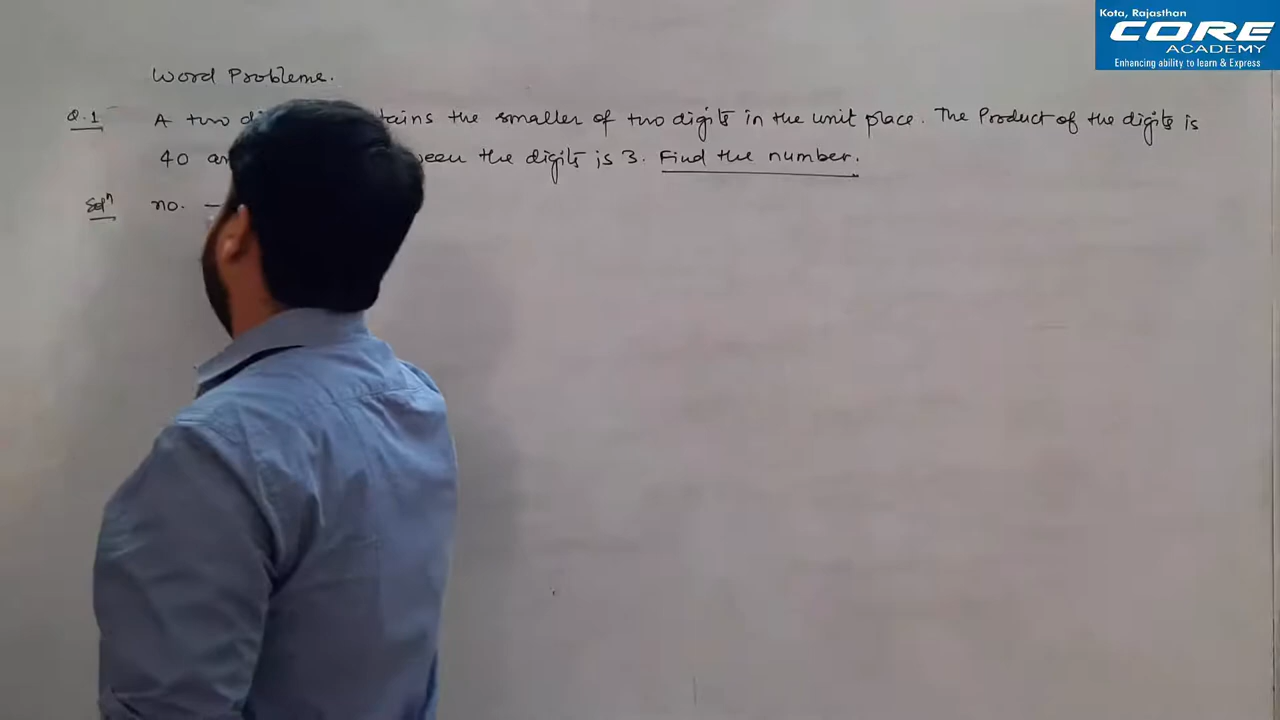 Kota, Rajasthan
CORE
ACADEMY
Enhancing ability to learn & Express
Word Probleme.
Q.1 A two di tains the smaller of two digits in the unit place. The Product of the digits is
40 an ween the digits is 3. Find the number.
Solⁿ no. –